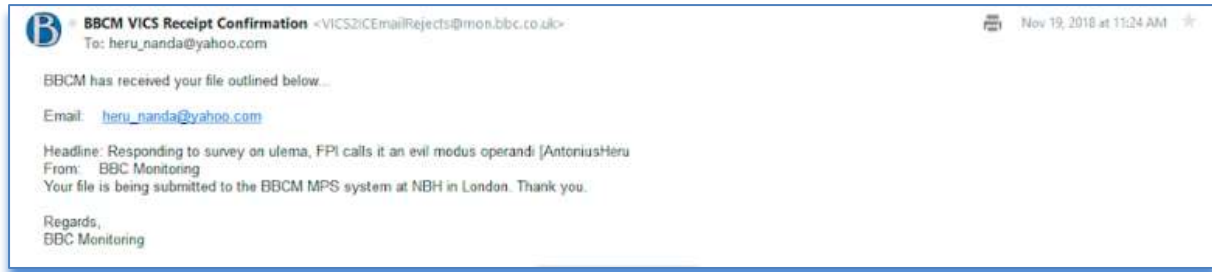 B
BBCM VICS Receipt Confirmation <VICS2ICEmailRejects@mon.bbc.co.uk>
Nov 19, 2018 at 11:24 AM
To: heru_nanda@yahoo.com
BBCM has received your file outlined below...
Email: heru_nanda@yahoo.com
Headline: Responding to survey on ulema, FPI calls it an evil modus operandi [AntoniusHeru
From: BBC Monitoring
Your file is being submitted to the BBCM MPS system at NBH in London. Thank you.
Regards,
BBC Monitoring